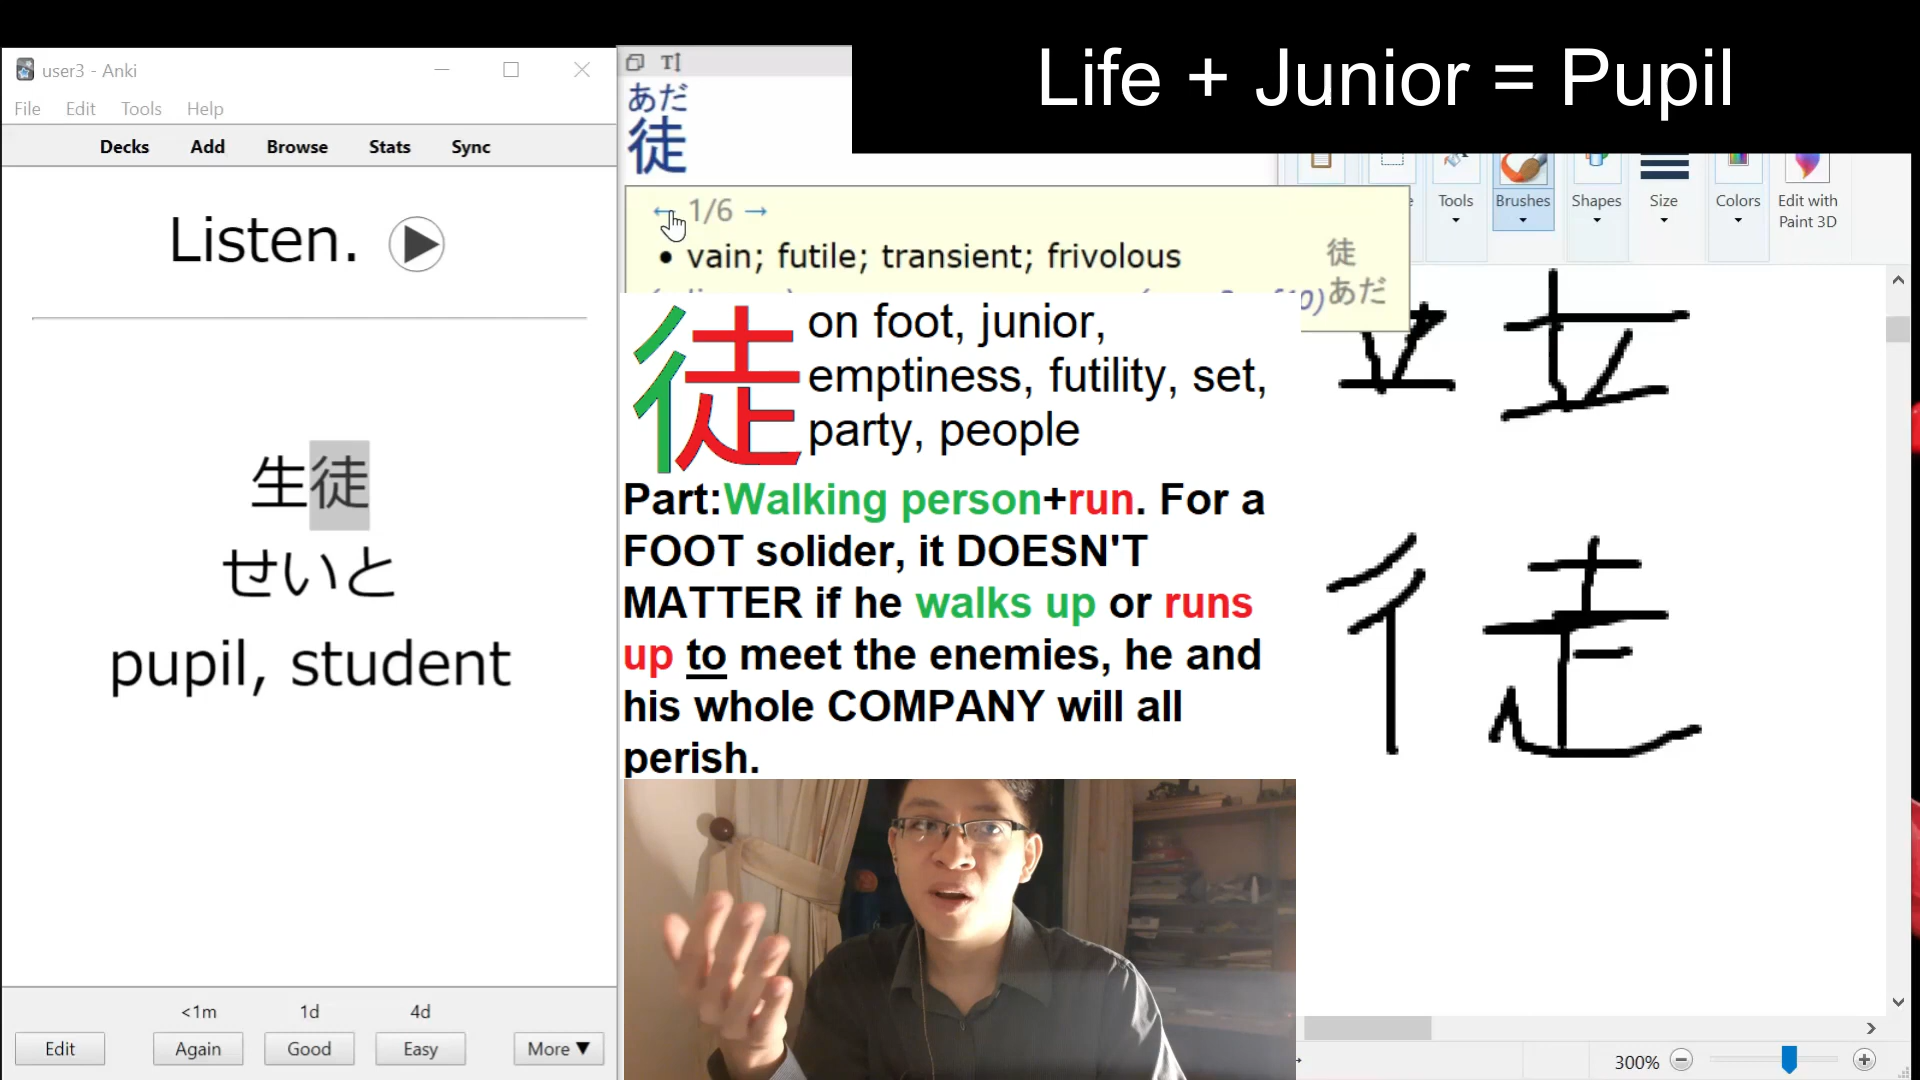 Life + Junior = Pupil
user3 - Anki
File Edit Tools Help
Decks Add Browse Stats Sync
Listen.
生徒
せいと
pupil, student
<1m 1d 4d
Edit Again Good Easy More ▼
あだ
徒
← 1/6 →
• vain; futile; transient; frivolous
徒
あだ
徒
on foot, junior,
emptiness, futility, set,
party, people
Part:Walking person+run. For a
FOOT solider, it DOESN'T
MATTER if he walks up or runs
up to meet the enemies, he and
his whole COMPANY will all
perish.
Tools Brushes Shapes Size Colors Edit with
Paint 3D
徒
300%